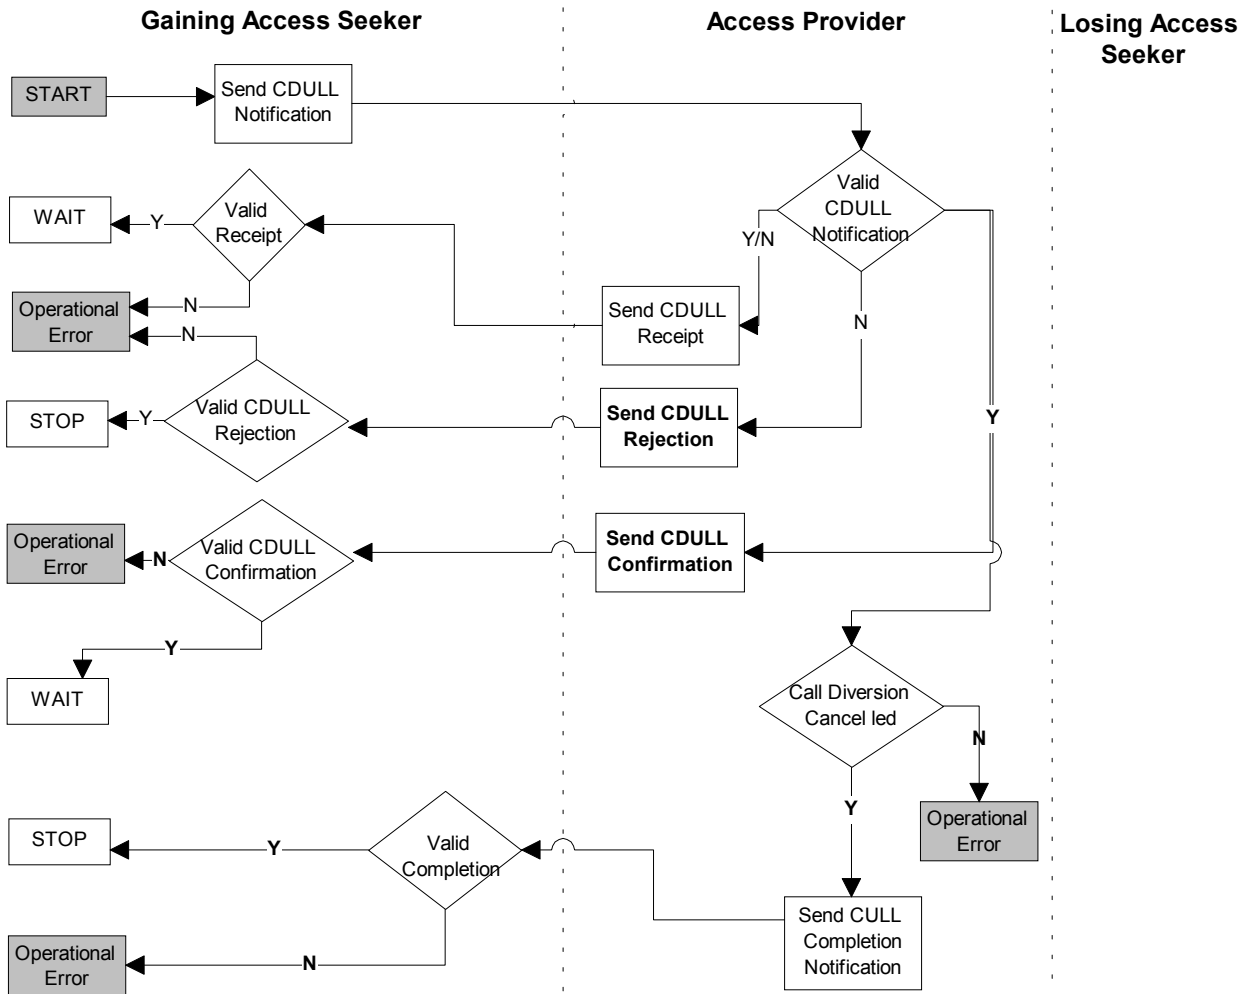 Gaining Access Seeker
Access Provider
Losing Access
Seeker
START
Send CDULL
Notification
Valid
CDULL
Notification
WAIT
Y
Valid
Receipt
Y/N
N
Y
Operational
Error
N
N
Send CDULL
Receipt
STOP
Y
Valid CDULL
Rejection
Send CDULL
Rejection
Operational
Error
N
Valid CDULL
Confirmation
Send CDULL
Confirmation
Y
WAIT
Call Diversion
Cancel led
N
Y
Operational
Error
STOP
Y
Valid
Completion
Send CULL
Completion
Notification
Operational
Error
N